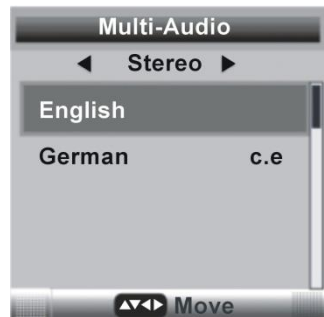 Multi-Audio
◀ Stereo ▶
English
German c.e
▲▼◀▶ Move